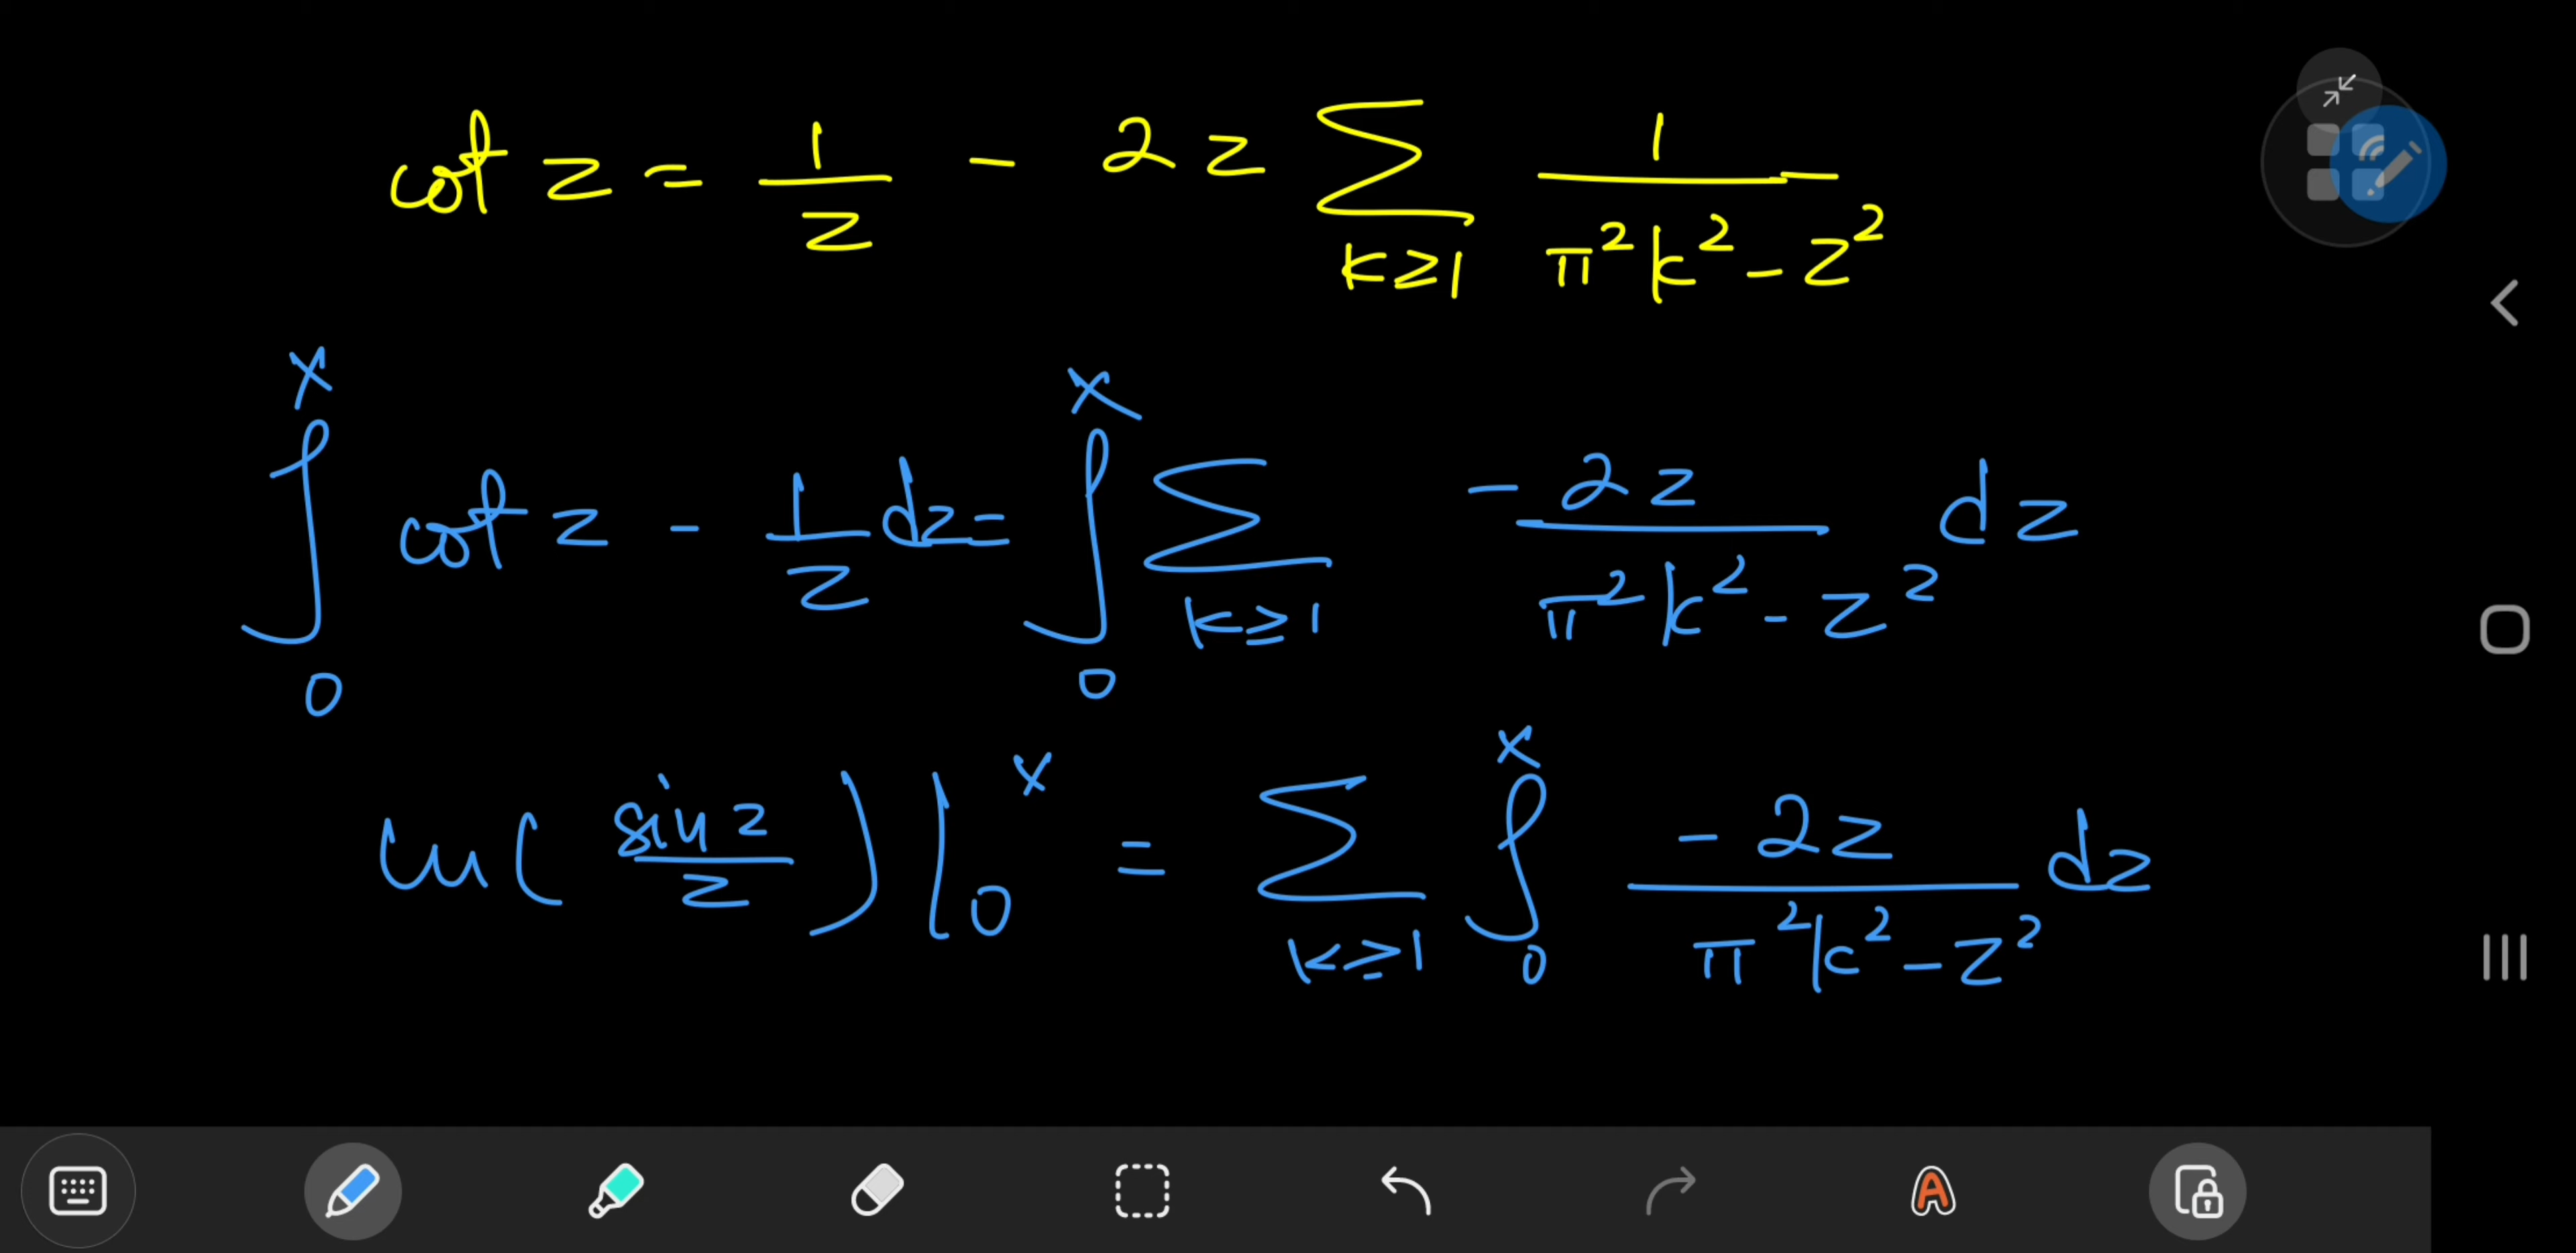 cot z = 1/z - 2z ∑_{k≥1} 1/(π²k² - z²)
∫_0^x cot z - 1/z dz = ∫_0^x ∑_{k≥1} -2z/(π²k² - z²) dz
ln(sin z/z)|_0^x = ∑_{k≥1} ∫_0^x -2z/(π²k² - z²) dz
A